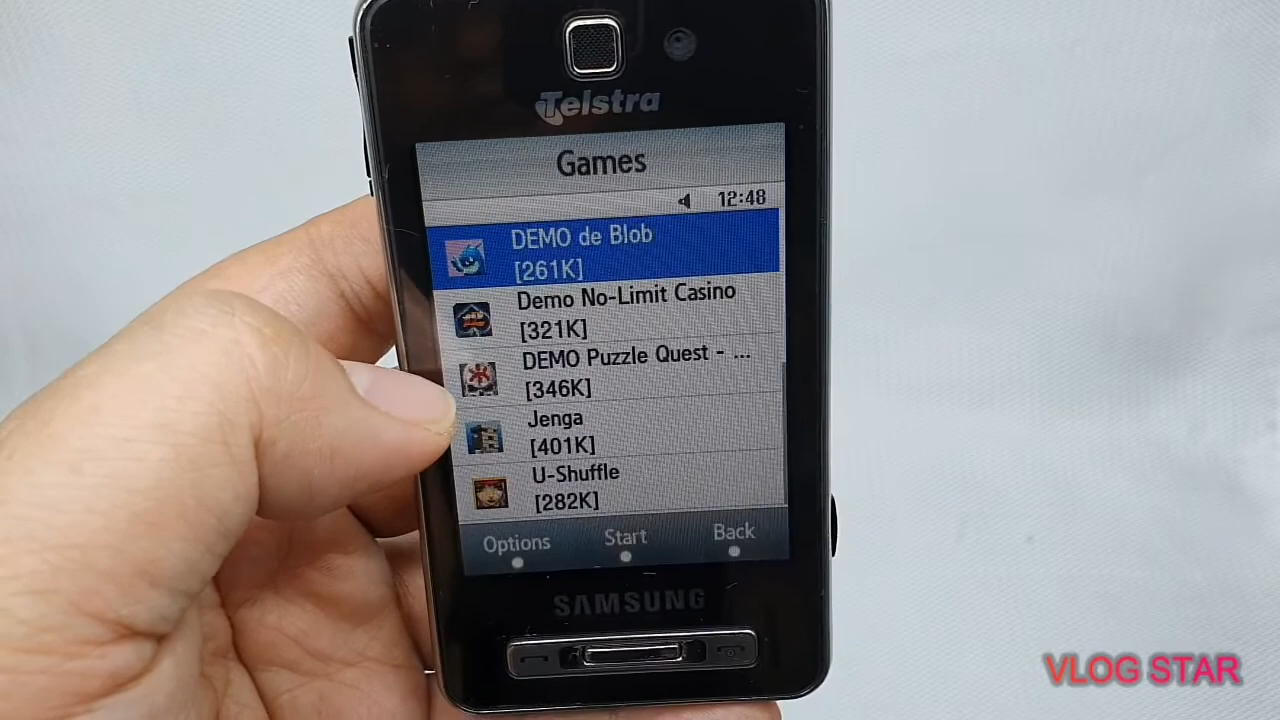 Telstra
Games
12:48
DEMO de Blob
[261K]
Demo No-Limit Casino
[321K]
DEMO Puzzle Quest - ...
[346K]
Jenga
[401K]
U-Shuffle
[282K]
Options Start Back
SAMSUNG
VLOG STAR